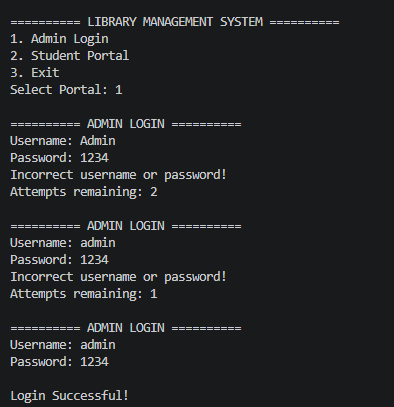 ========== LIBRARY MANAGEMENT SYSTEM ==========
1. Admin Login
2. Student Portal
3. Exit
Select Portal: 1
========== ADMIN LOGIN ==========
Username: Admin
Password: 1234
Incorrect username or password!
Attempts remaining: 2
========== ADMIN LOGIN ==========
Username: admin
Password: 1234
Incorrect username or password!
Attempts remaining: 1
========== ADMIN LOGIN ==========
Username: admin
Password: 1234
Login Successful!